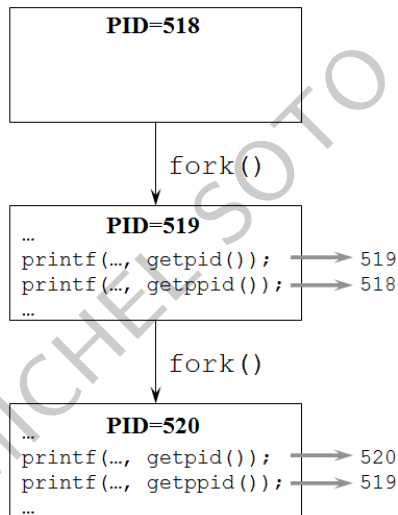 PID=518
fork()
PID=519
…
printf(…, getpid()); 519
printf(…, getppid()); 518
…
fork()
PID=520
…
printf(…, getpid()); 520
printf(…, getppid()); 519
…
MICHEL SOTO